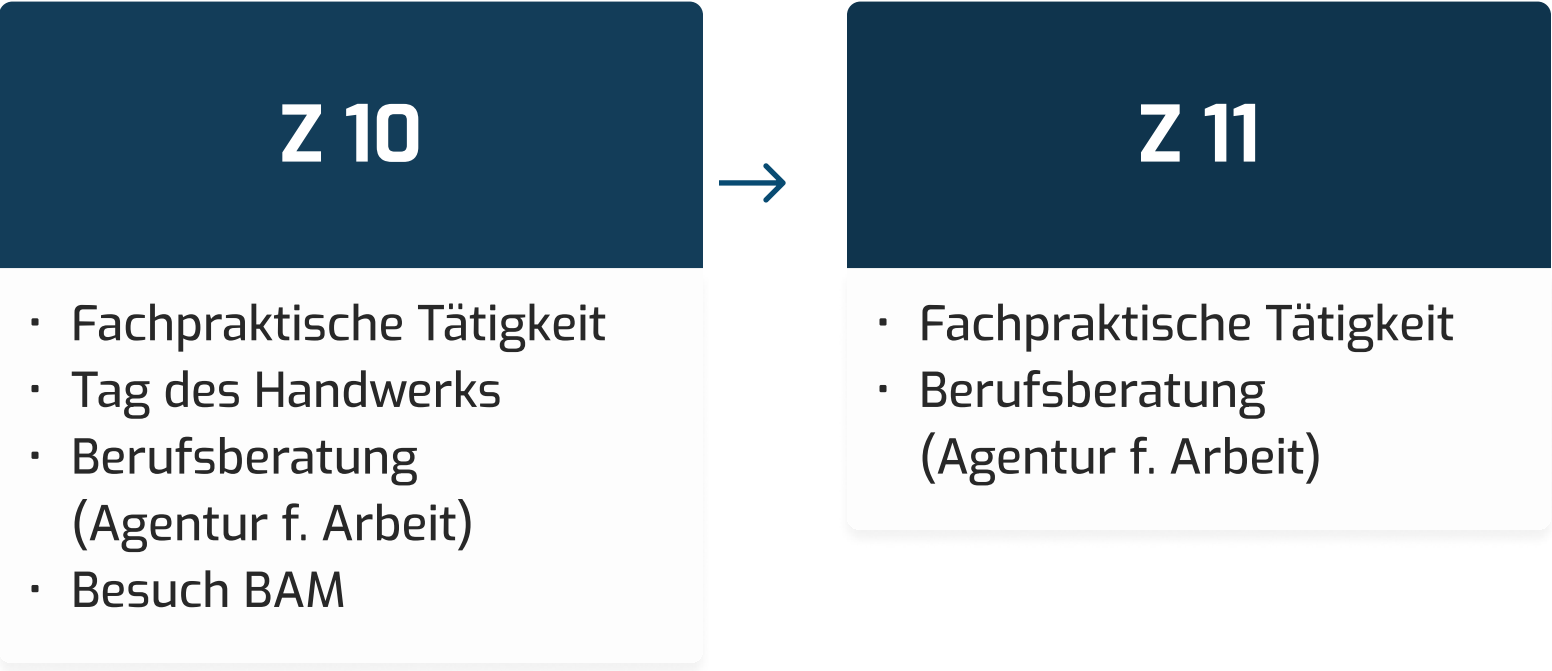 Z 10
· Fachpraktische Tätigkeit
· Tag des Handwerks
· Berufsberatung
(Agentur f. Arbeit)
· Besuch BAM
Z 11
· Fachpraktische Tätigkeit
· Berufsberatung
(Agentur f. Arbeit)